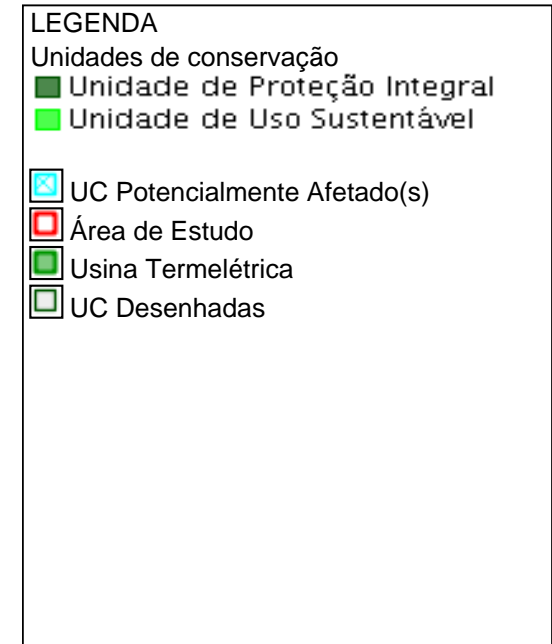 LEGENDA
Unidades de conservação
Unidade de Proteção Integral
Unidade de Uso Sustentável
UC Potencialmente Afetado(s)
Área de Estudo
Usina Termelétrica
UC Desenhadas